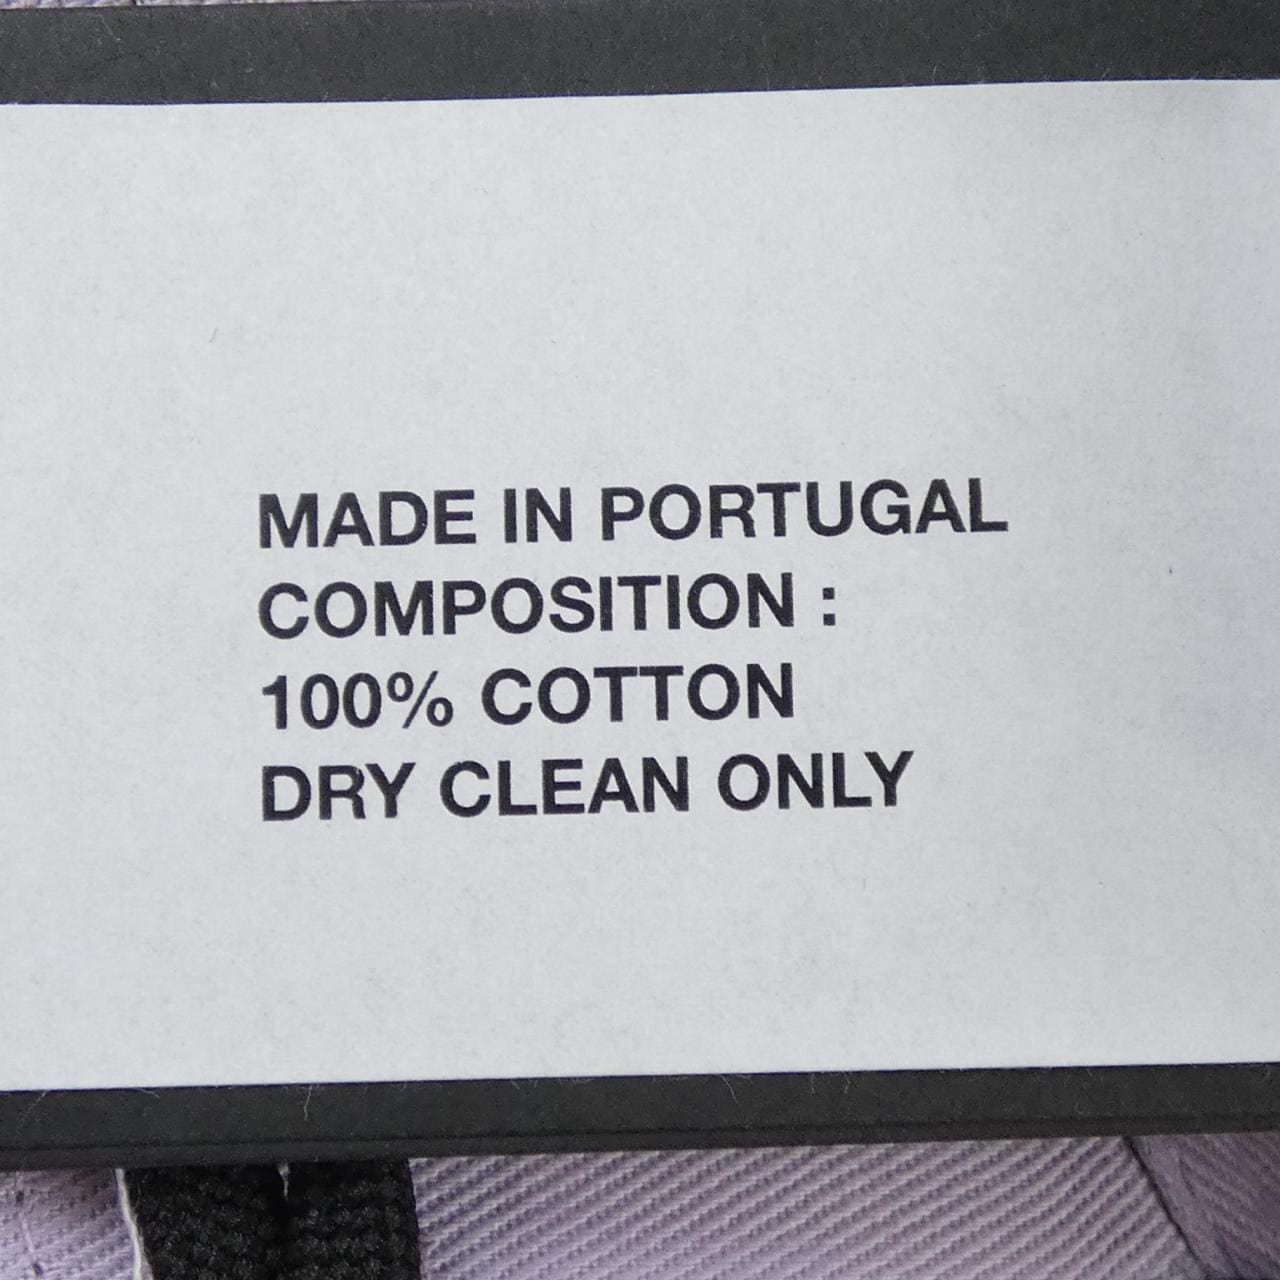 MADE IN PORTUGAL
COMPOSITION :
100% COTTON
DRY CLEAN ONLY